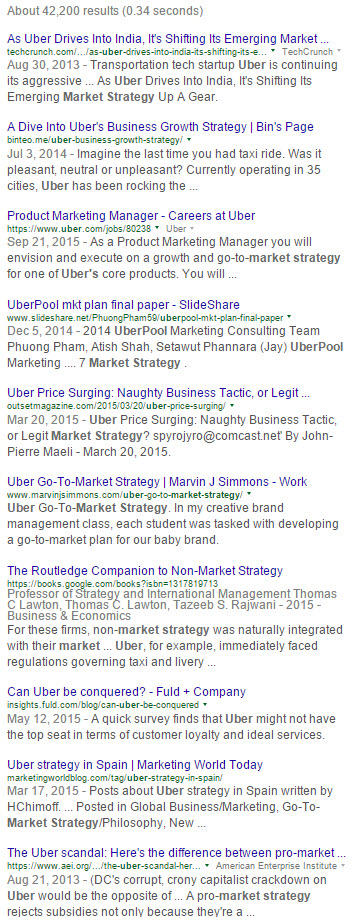 About 42,200 results (0.34 seconds)
As Uber Drives Into India, It's Shifting Its Emerging Market ...
techcrunch.com/.../as-uber-drives-into-india-its-shifting-its-e... ▼ TechCrunch ▼
Aug 30, 2013 - Transportation tech startup Uber is continuing
its aggressive ... As Uber Drives Into India, It's Shifting Its
Emerging Market Strategy Up A Gear.
A Dive Into Uber's Business Growth Strategy | Bin's Page
binteo.me/uber-business-growth-strategy/ ▼
Jul 3, 2014 - Imagine the last time you had taxi ride. Was it
pleasant, neutral or unpleasant? Currently operating in 35
cities, Uber has been rocking the ...
Product Marketing Manager - Careers at Uber
https://www.uber.com/jobs/80238 ▼ Uber ▼
Sep 21, 2015 - As a Product Marketing Manager you will
envision and execute on a growth and go-to-market strategy
for one of Uber's core products. You will ...
UberPool mkt plan final paper - SlideShare
www.slideshare.net/PhuongPham59/uberpool-mkt-plan-final-paper ▼
Dec 5, 2014 - 2014 UberPool Marketing Consulting Team
Phuong Pham, Atish Shah, Setawut Phannara (Jay) UberPool
Marketing .... 7 Market Strategy .
Uber Price Surging: Naughty Business Tactic, or Legit ...
outsetmagazine.com/2015/03/20/uber-price-surging/ ▼
Mar 20, 2015 - Uber Price Surging: Naughty Business Tactic,
or Legit Market Strategy? spyrojyro@comcast.net' By John-
Pierre Maeli - March 20, 2015.
Uber Go-To-Market Strategy | Marvin J Simmons - Work
www.marvinjsimmons.com/uber-go-to-market-strategy/ ▼
Uber Go-To-Market Strategy. In my creative brand
management class, each student was tasked with developing
a go-to-market plan for our baby brand.
The Routledge Companion to Non-Market Strategy
https://books.google.com/books?isbn=1317819713
Professor of Strategy and International Management Thomas
C Lawton, Thomas C. Lawton, Tazeeb S. Rajwani - 2015 -
Business & Economics
For these firms, non-market strategy was naturally integrated
with their market ... Uber, for example, immediately faced
regulations governing taxi and livery ...
Can Uber be conquered? - Fuld + Company
insights.fuld.com/blog/can-uber-be-conquered ▼
May 12, 2015 - A quick survey finds that Uber might not have
the top seat in terms of customer loyalty and ideal services.
Uber strategy in Spain | Marketing World Today
marketingworldblog.com/tag/uber-strategy-in-spain/
Mar 17, 2015 - Posts about Uber strategy in Spain written by
HChimoff. ... Posted in Global Business/Marketing, Go-To-
Market Strategy/Philosophy, New ...
The Uber scandal: Here's the difference between pro-market ...
https://www.aei.org/.../the-uber-scandal-her... ▼ American Enterprise Institute ▼
Aug 21, 2013 - (DC's corrupt, crony capitalist crackdown on
Uber would be the opposite of ... A pro-market strategy
rejects subsidies not only because they're a ...